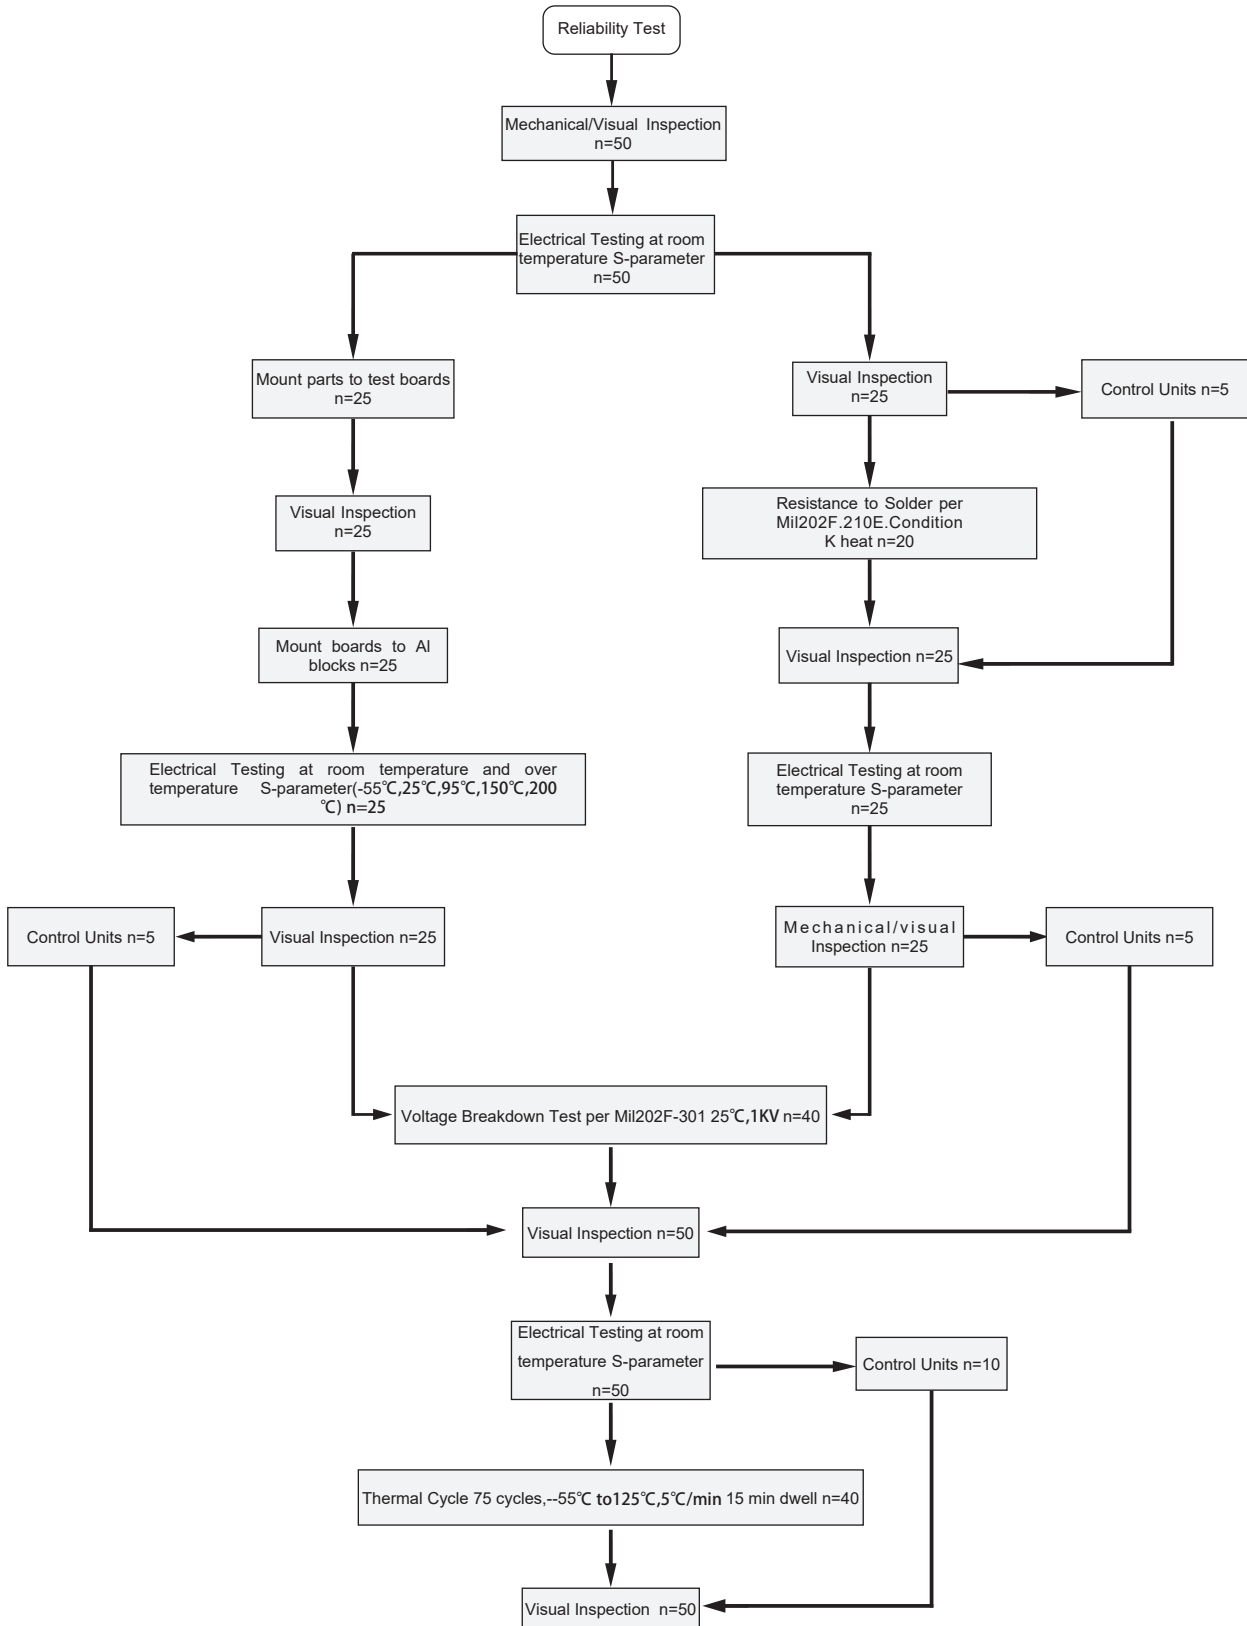 Reliability Test
Mechanical/Visual Inspection
n=50
Electrical Testing at room
temperature S-parameter
n=50
Mount parts to test boards
n=25
Visual Inspection
n=25
Control Units n=5
Visual Inspection
n=25
Resistance to Solder per
Mil202F.210E.Condition
K heat n=20
Mount boards to Al
blocks n=25
Visual Inspection n=25
Electrical Testing at room temperature and over
temperature S-parameter(-55℃,25℃,95℃,150℃,200
℃) n=25
Electrical Testing at room
temperature S-parameter
n=25
Control Units n=5
Visual Inspection n=25
Mechanical/visual
Inspection n=25
Control Units n=5
Voltage Breakdown Test per Mil202F-301 25℃,1KV n=40
Visual Inspection n=50
Electrical Testing at room
temperature S-parameter
n=50
Control Units n=10
Thermal Cycle 75 cycles,--55℃ to125℃,5℃/min 15 min dwell n=40
Visual Inspection n=50